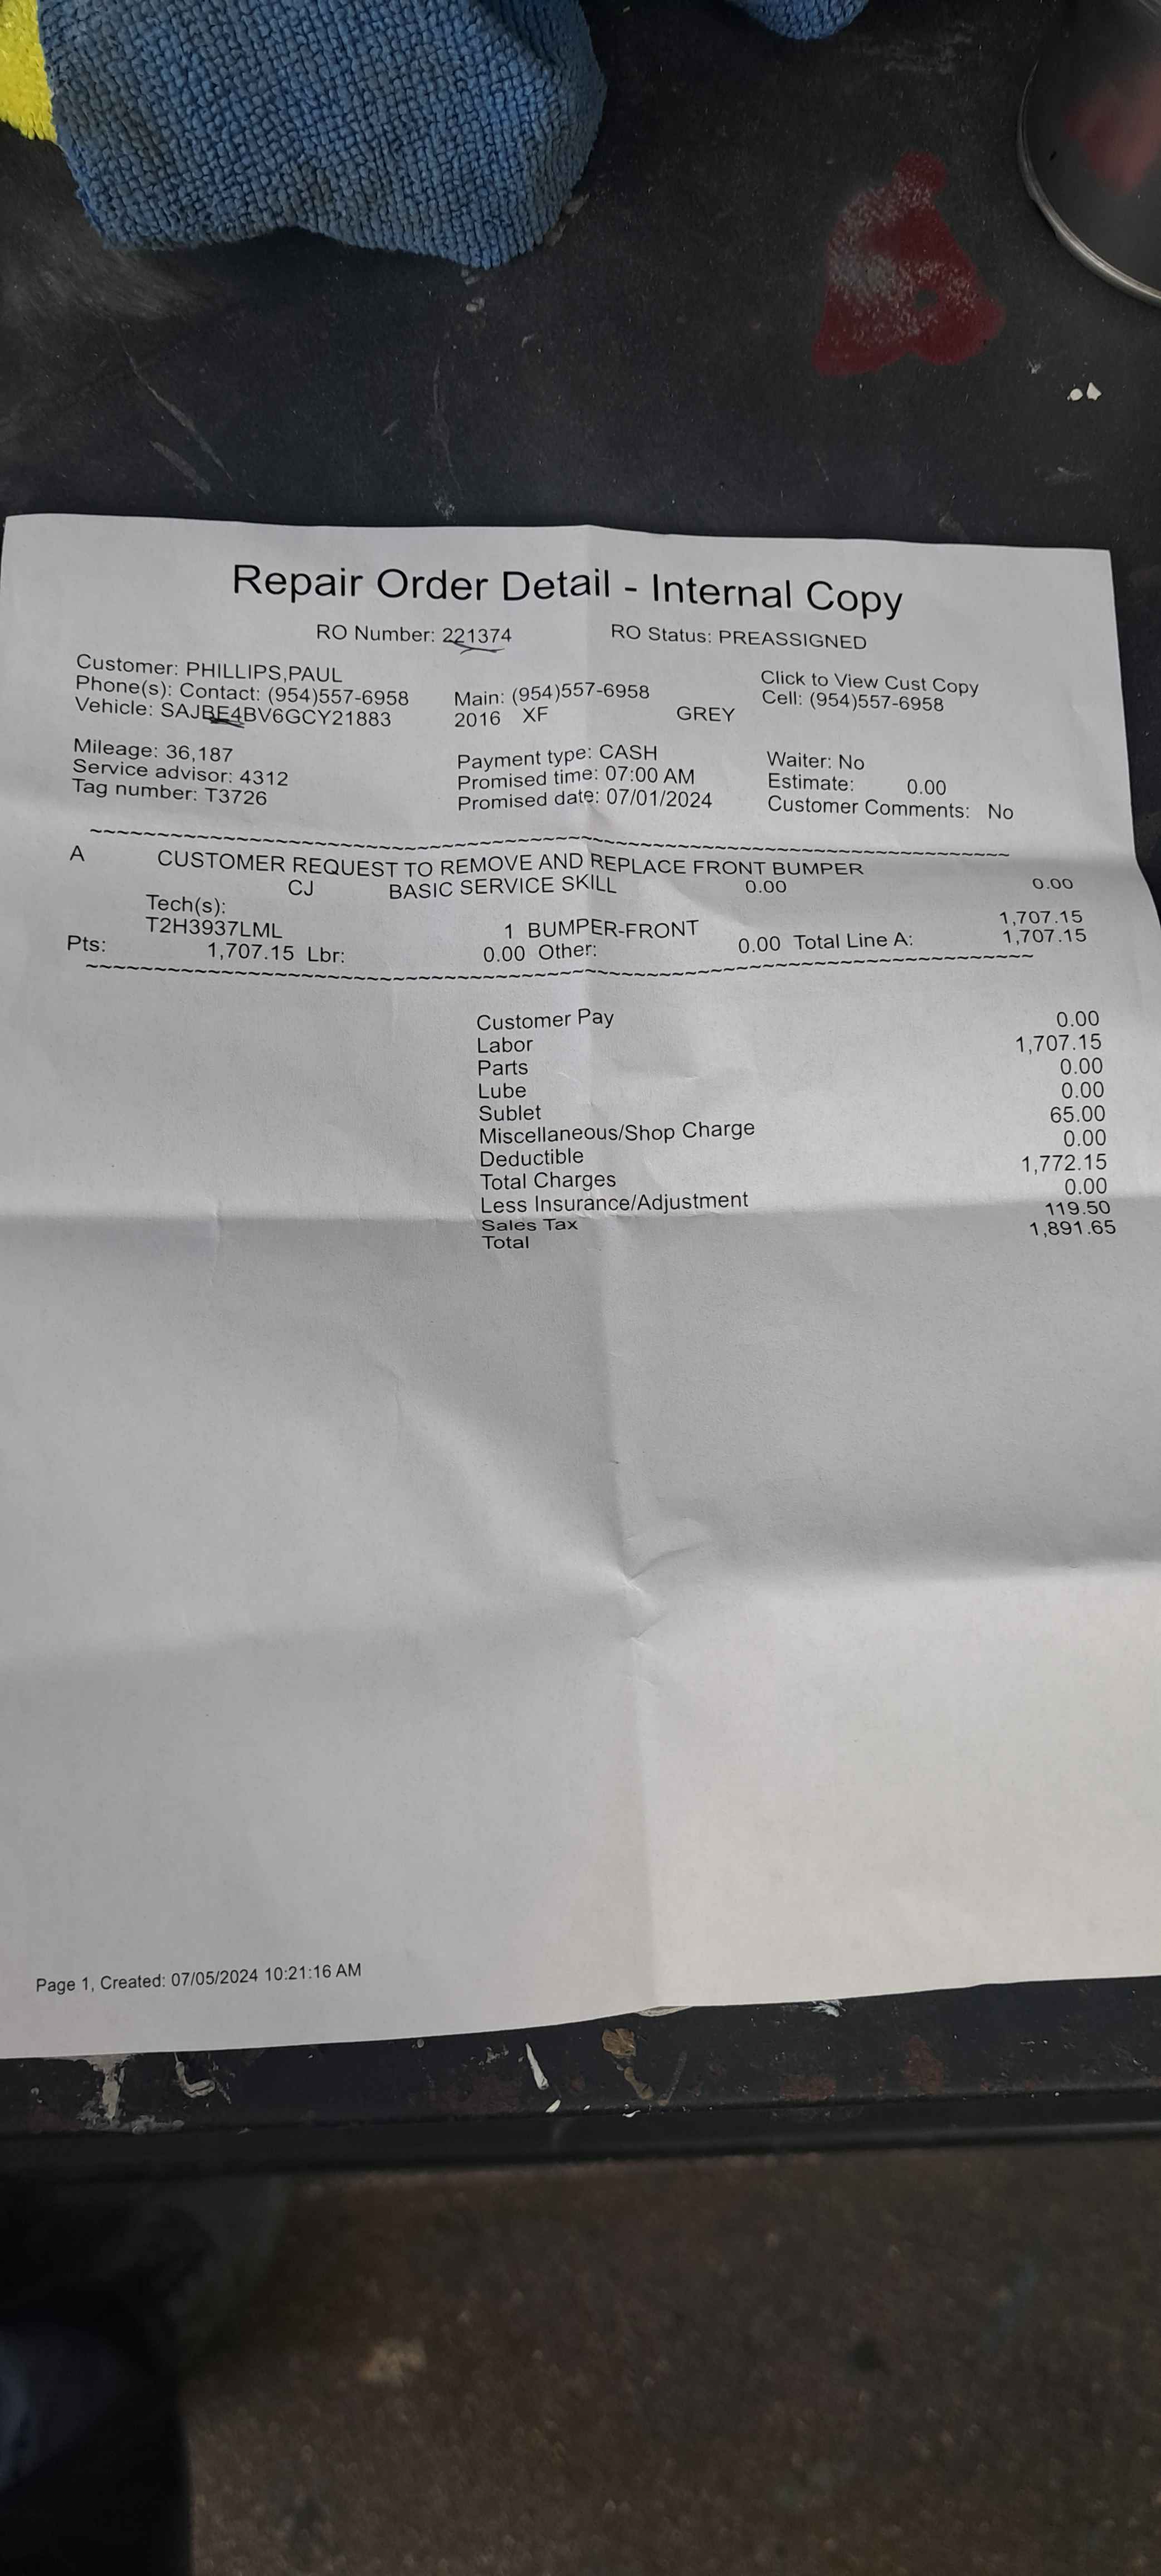 Repair Order Detail - Internal Copy
RO Number: 221374 RO Status: PREASSIGNED
Customer: PHILLIPS,PAUL Click to View Cust Copy
Phone(s): Contact: (954)557-6958 Main: (954)557-6958 Cell: (954)557-6958
Vehicle: SAJBE4BV6GCY21883 2016 XF GREY
Mileage: 36,187 Payment type: CASH Waiter: No
Service advisor: 4312 Promised time: 07:00 AM Estimate: 0.00
Tag number: T3726 Promised date: 07/01/2024 Customer Comments: No
~~~~~~~~~~~~~~~~~~~~~~~~~~~~~~~~~~~~~~~~~~~~~~~~~~~~~~~~~~~~~~~~~~~~~~~~~~~~
A CUSTOMER REQUEST TO REMOVE AND REPLACE FRONT BUMPER
CJ BASIC SERVICE SKILL 0.00 0.00
Tech(s):
T2H3937LML 1 BUMPER-FRONT 1,707.15
Pts: 1,707.15 Lbr: 0.00 Other: 0.00 Total Line A: 1,707.15
~~~~~~~~~~~~~~~~~~~~~~~~~~~~~~~~~~~~~~~~~~~~~~~~~~~~~~~~~~~~~~~~~~~~~~~~~~~~
Customer Pay
Labor 0.00
Parts 1,707.15
Lube 0.00
Sublet 0.00
Miscellaneous/Shop Charge 65.00
Deductible 0.00
Total Charges 1,772.15
Less Insurance/Adjustment 0.00
Sales Tax 119.50
Total 1,891.65
Page 1, Created: 07/05/2024 10:21:16 AM